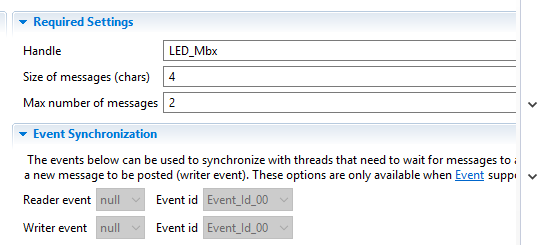 Required Settings
Handle LED_Mbx
Size of messages (chars) 4
Max number of messages 2
Event Synchronization
The events below can be used to synchronize with threads that need to wait for messages to
a new message to be posted (writer event). These options are only available when Event
Reader event null Event id Event_Id_00
Writer event null Event id Event_Id_00